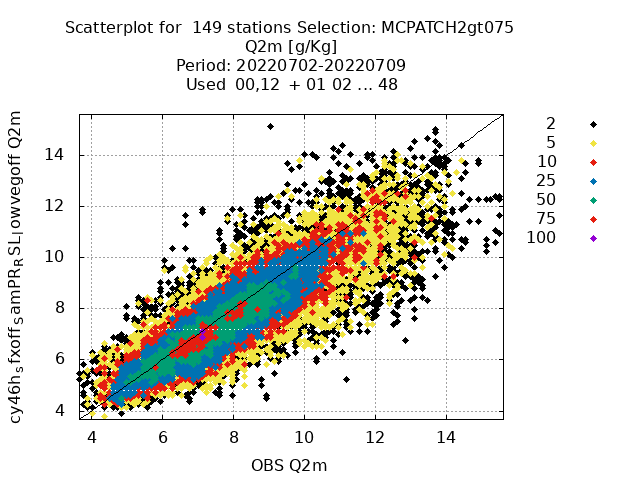 Scatterplot for  149 stations Selection: MCPATCH2gt075
Q2m [g/Kg]
Period: 20220702-20220709
Used  00,12  + 01 02 ... 48
cy46h_sfxoff_samPR_RSL_lowvegoff Q2m
14
12
10
8
6
4
4 6 8 10 12 14
OBS Q2m
2
5
10
25
50
75
100